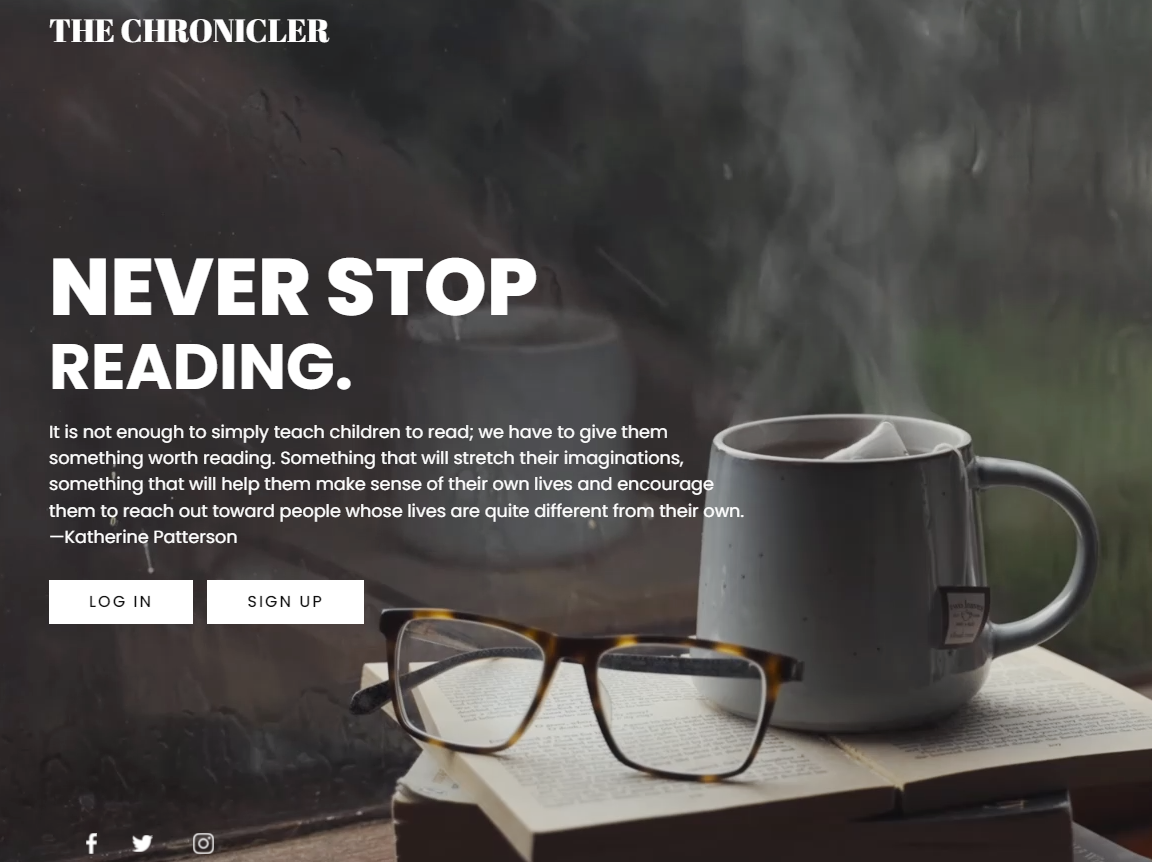 THE CHRONICLER
NEVER STOP
READING.
It is not enough to simply teach children to read; we have to give them
something worth reading. Something that will stretch their imaginations,
something that will help them make sense of their own lives and encourage
them to reach out toward people whose lives are quite different from their own.
—Katherine Patterson
LOG IN
SIGN UP